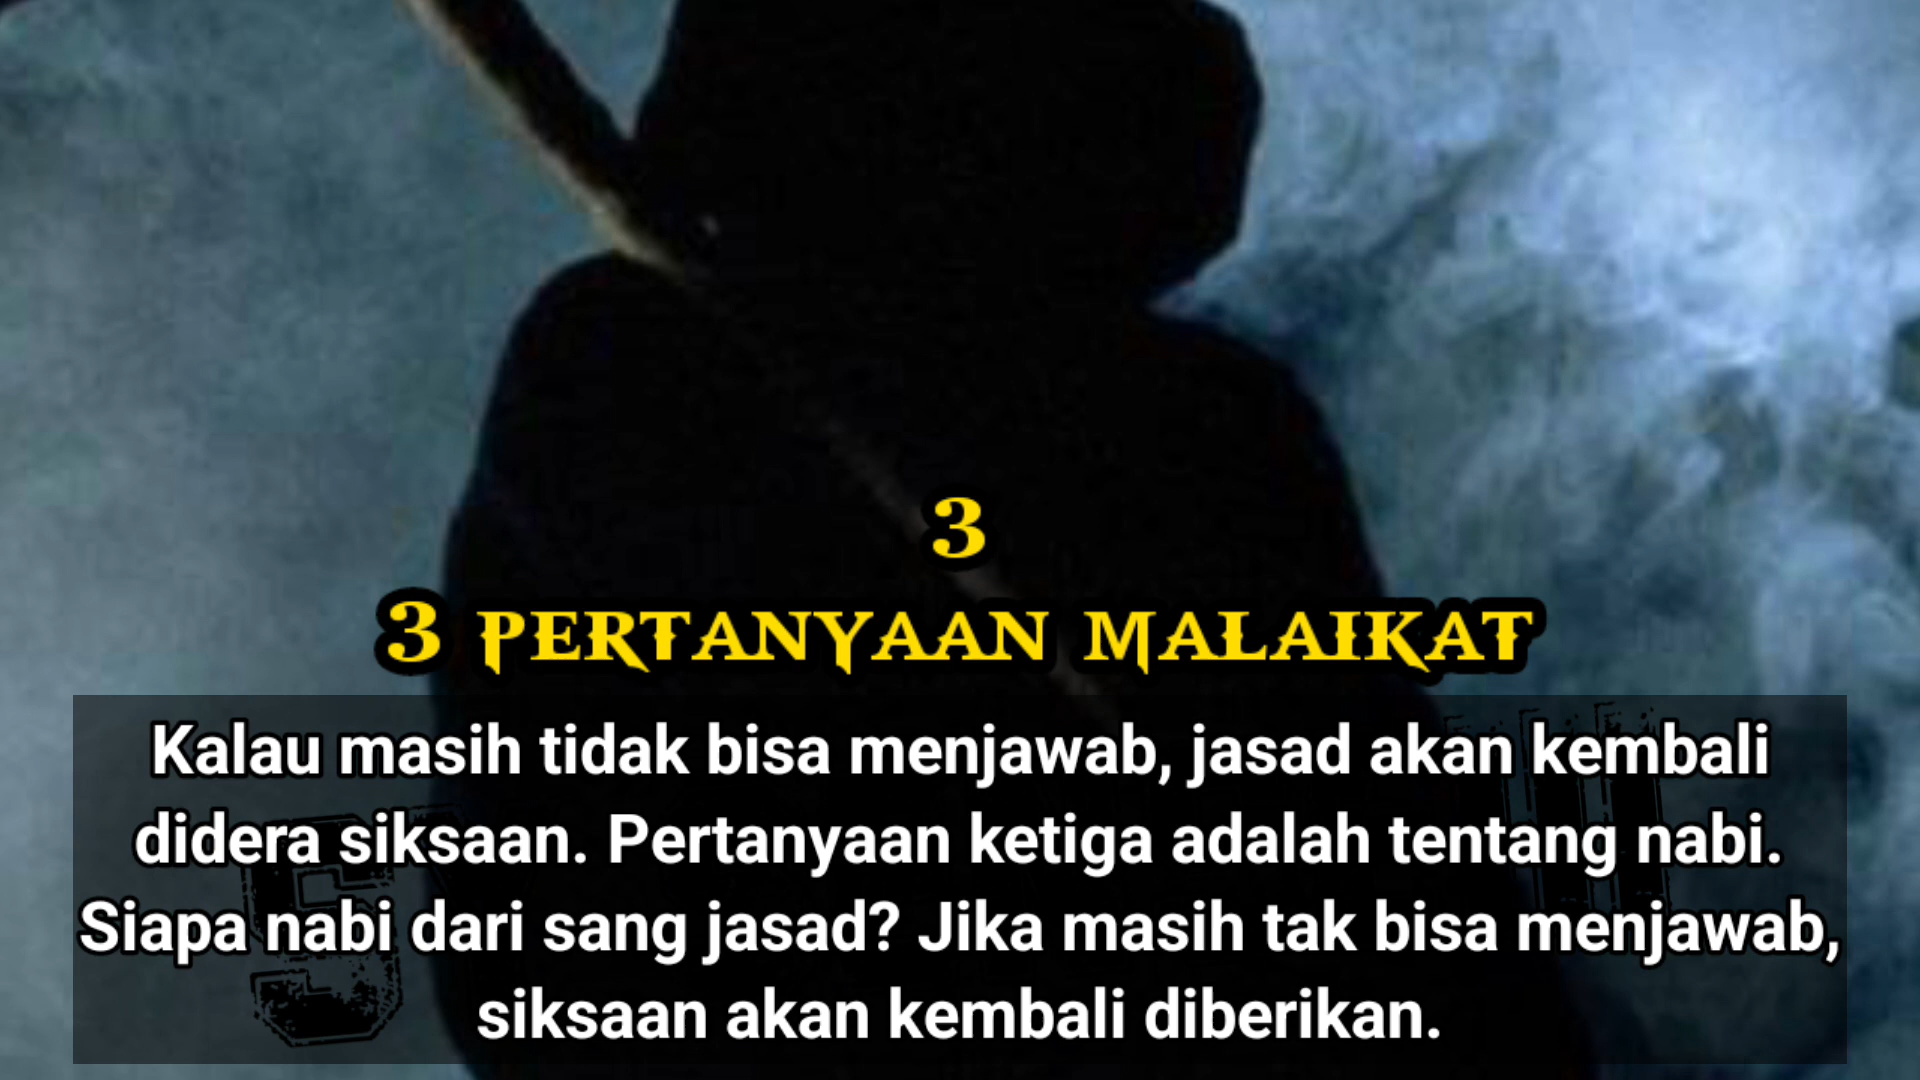 3
3 PERTANYAAN MALAIKAT
Kalau masih tidak bisa menjawab, jasad akan kembali
didera siksaan. Pertanyaan ketiga adalah tentang nabi.
Siapa nabi dari sang jasad? Jika masih tak bisa menjawab,
siksaan akan kembali diberikan.